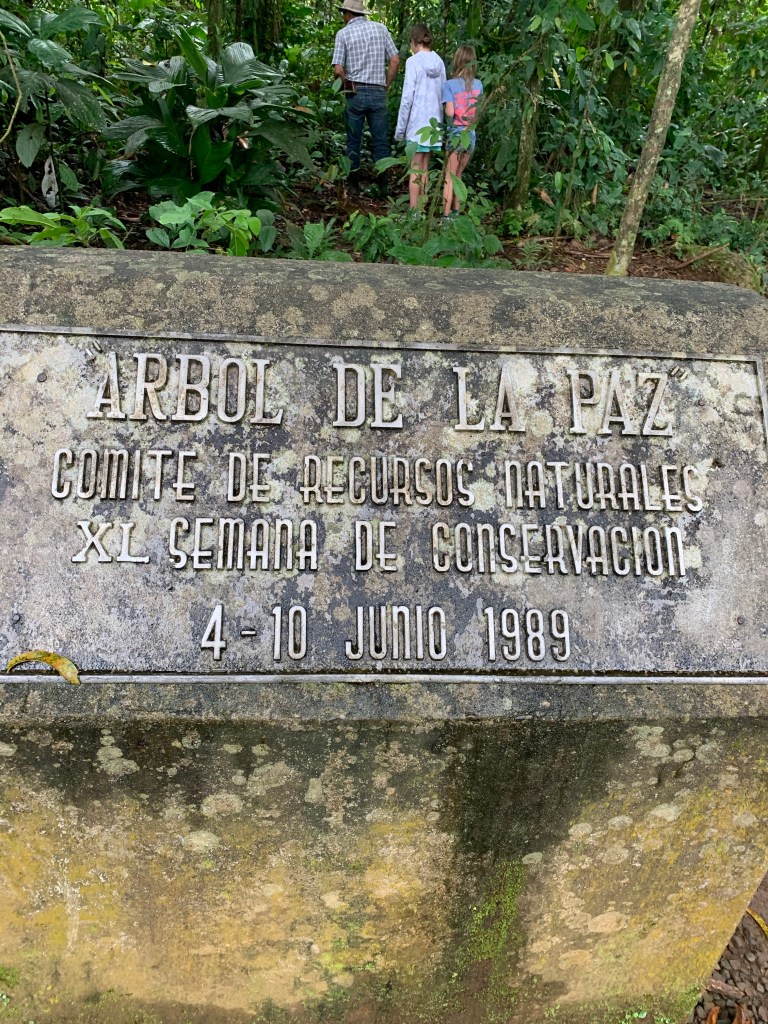 "ARBOL DE LA PAZ"
COMITE DE RECURSOS NATURALES
XL SEMANA DE CONSERVACION
4-10 JUNIO 1989